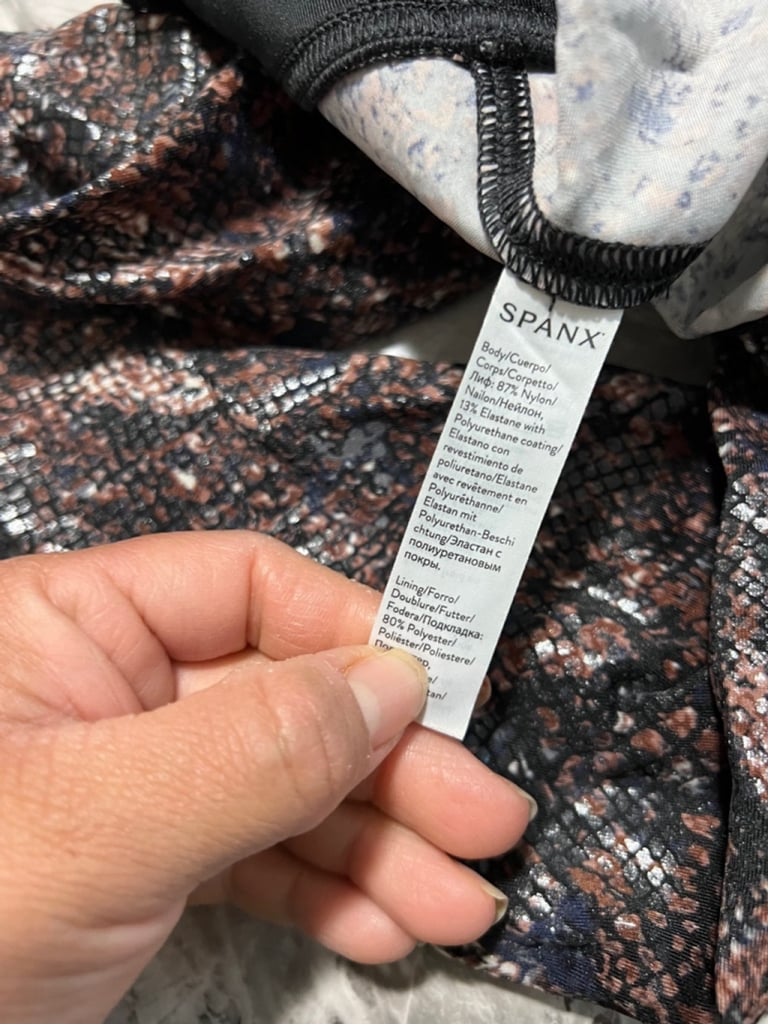 SPANX
Body/Cuerpo/
Corps/Corpetto/
Лиф: 87% Nylon/
Nailon/Нейлон,
13% Elastane with
Polyurethane coating/
Elastano con
revestimiento de
poliuretano/Elastane
avec revêtement en
Polyuréthanne/
Elastan mit
Polyurethan-Beschi
chtung/Эластан с
полиуретановым
покры.
Lining/Forro/
Doublure/Futter/
Fodera/Подкладка:
80% Polyester/
Poliéster/Poliestere/